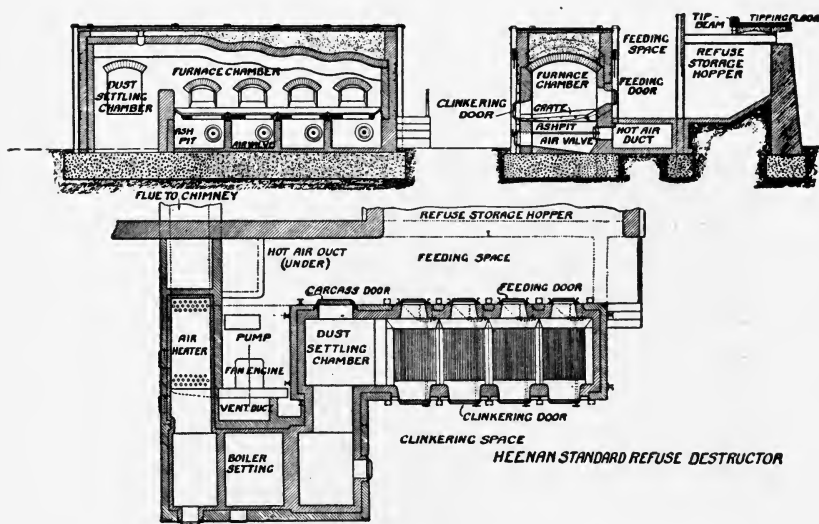 DUST
SETTLING
CHAMBER
FURNACE CHAMBER
ASH
PIT
AIR VALVE
CLINKERING
DOOR
FURNACE
CHAMBER
GRATE
ASHPIT
AIR VALVE
FEEDING
SPACE
FEEDING
DOOR
HOT AIR
DUCT
TIP-
BEAM
TIPPING FLOOR
REFUSE
STORAGE
HOPPER
FLUE TO CHIMNEY
REFUSE STORAGE HOPPER
HOT AIR DUCT
(UNDER)
FEEDING SPACE
CARCASS DOOR
FEEDING DOOR
AIR
HEATER
PUMP
FAN ENGINE
VENT DUCT
DUST
SETTLING
CHAMBER
BOILER
SETTING
CLINKERING DOOR
CLINKERING SPACE
HEENAN STANDARD REFUSE DESTRUCTOR